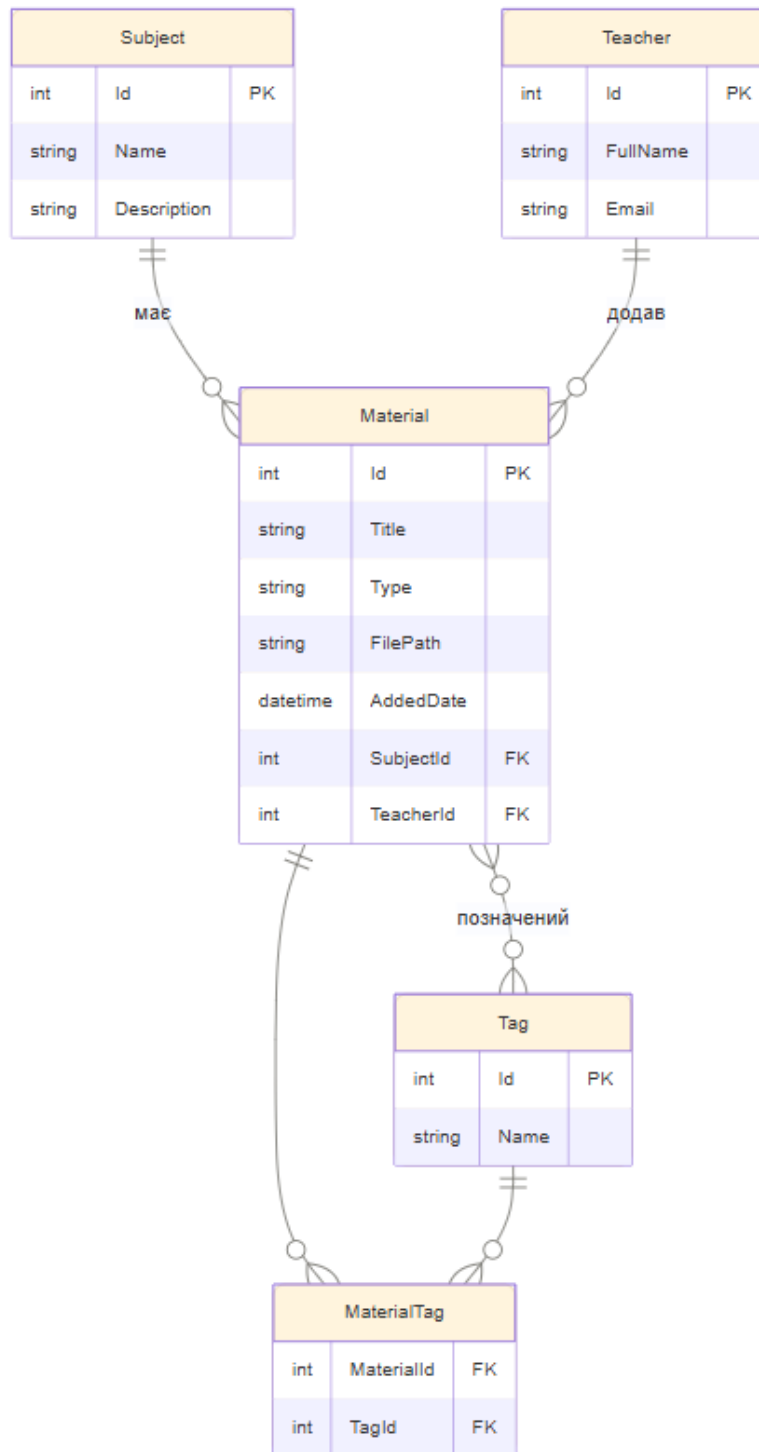 Subject
int Id PK
string Name
string Description
Teacher
int Id PK
string FullName
string Email
має
додав
Material
int Id PK
string Title
string Type
string FilePath
datetime AddedDate
int SubjectId FK
int TeacherId FK
позначений
Tag
int Id PK
string Name
MaterialTag
int MaterialId FK
int TagId FK